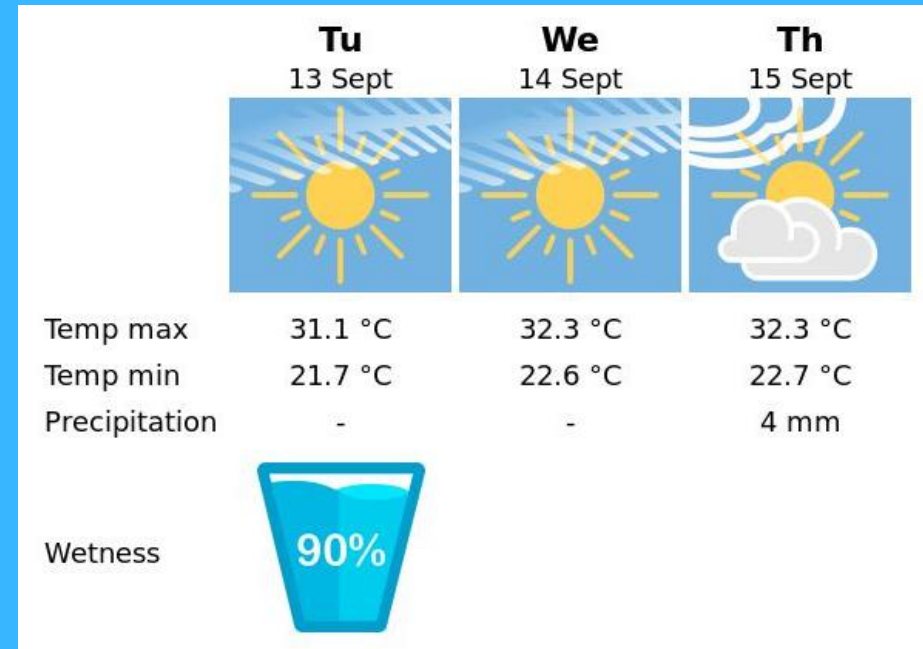 Tu We Th
13 Sept 14 Sept 15 Sept
Temp max 31.1 °C 32.3 °C 32.3 °C
Temp min 21.7 °C 22.6 °C 22.7 °C
Precipitation - - 4 mm
Wetness 90%